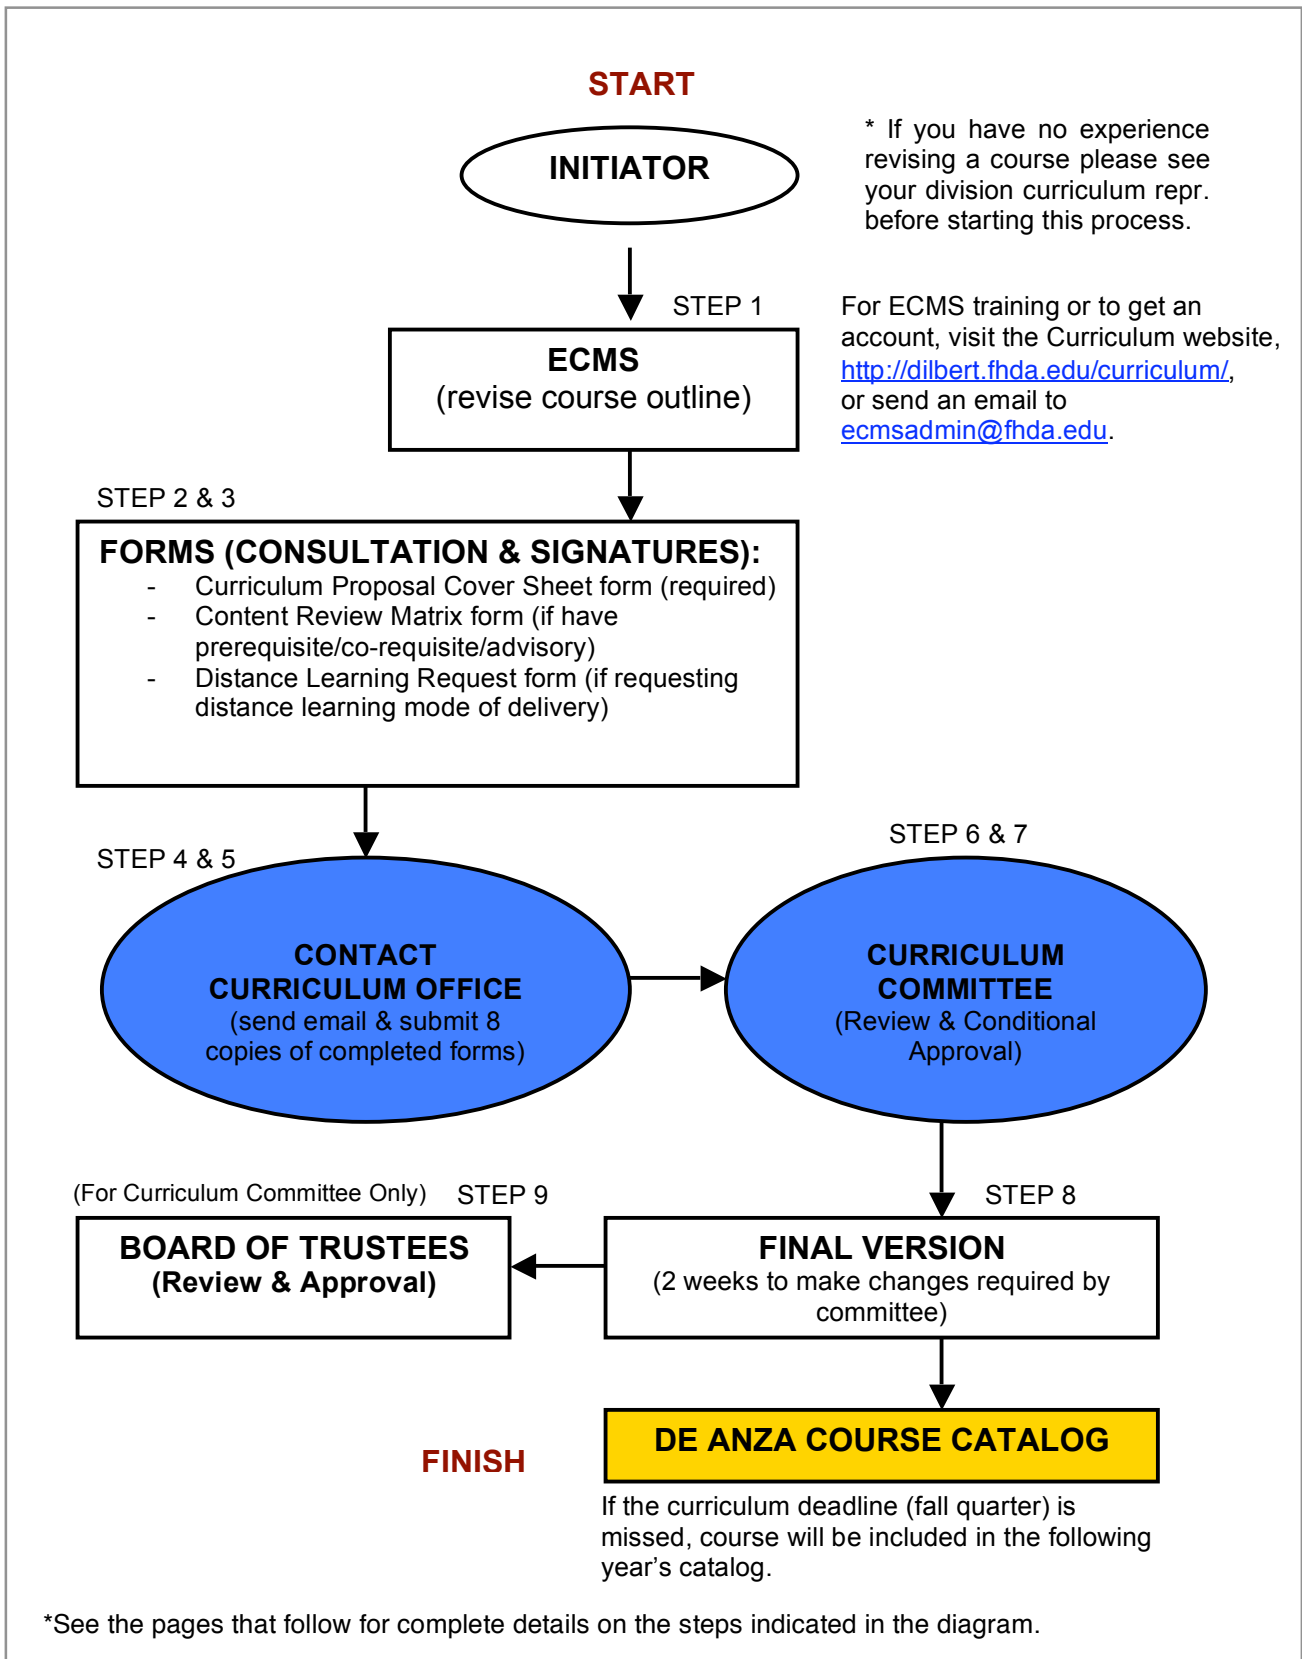 START
INITIATOR
* If you have no experience
revising a course please see
your division curriculum repr.
before starting this process.
STEP 1
ECMS
(revise course outline)
For ECMS training or to get an
account, visit the Curriculum website,
http://dilbert.fhda.edu/curriculum/,
or send an email to
ecmsadmin@fhda.edu.
STEP 2 & 3
FORMS (CONSULTATION & SIGNATURES):
- Curriculum Proposal Cover Sheet form (required)
- Content Review Matrix form (if have
prerequisite/co-requisite/advisory)
- Distance Learning Request form (if requesting
distance learning mode of delivery)
STEP 4 & 5
CONTACT
CURRICULUM OFFICE
(send email & submit 8
copies of completed forms)
STEP 6 & 7
CURRICULUM
COMMITTEE
(Review & Conditional
Approval)
(For Curriculum Committee Only) STEP 9
BOARD OF TRUSTEES
(Review & Approval)
STEP 8
FINAL VERSION
(2 weeks to make changes required by
committee)
FINISH
DE ANZA COURSE CATALOG
If the curriculum deadline (fall quarter) is
missed, course will be included in the following
year's catalog.
*See the pages that follow for complete details on the steps indicated in the diagram.